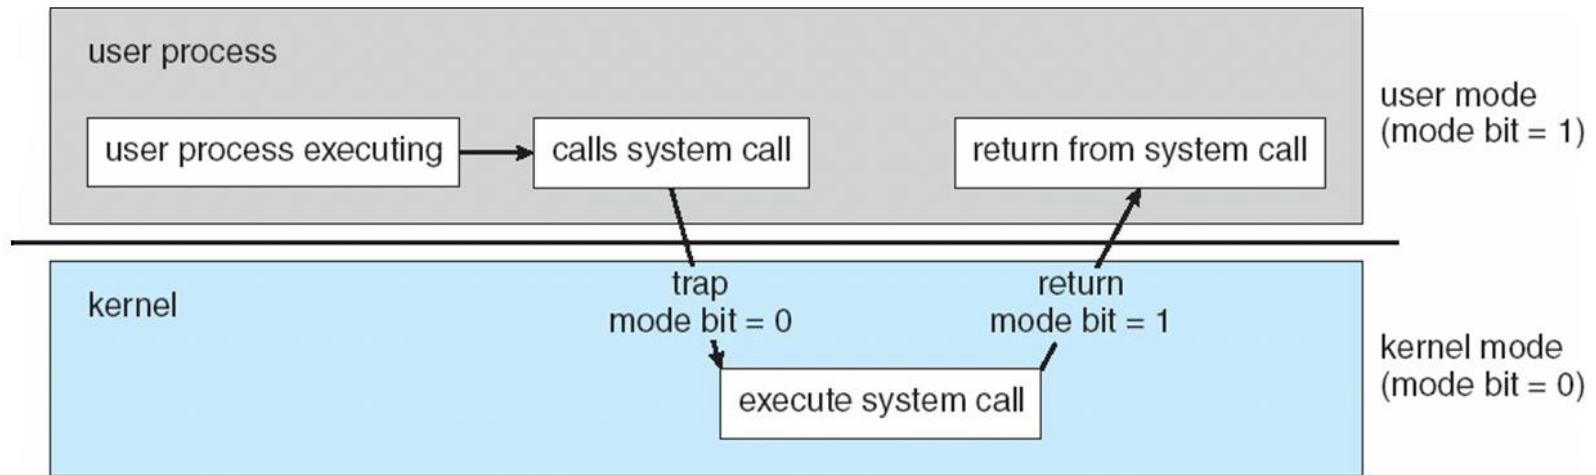 user process
user process executing
calls system call
return from system call
user mode
(mode bit = 1)
kernel
trap
mode bit = 0
return
mode bit = 1
execute system call
kernel mode
(mode bit = 0)